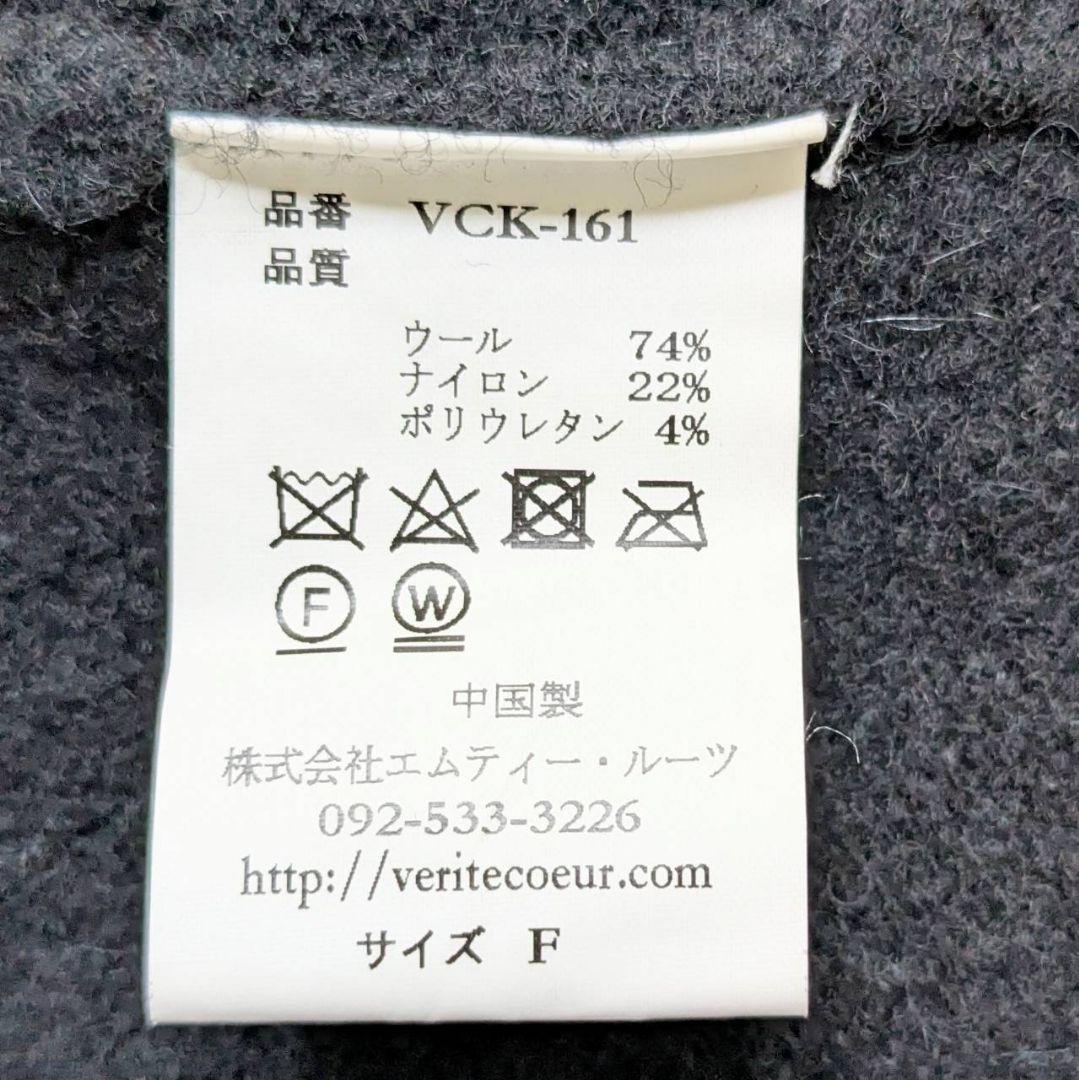 品番 VCK-161
品質
ウール 74%
ナイロン 22%
ポリウレタン 4%
F W
中国製
株式会社エムティー・ルーツ
092-533-3226
http://veritecoeur.com
サイズ F